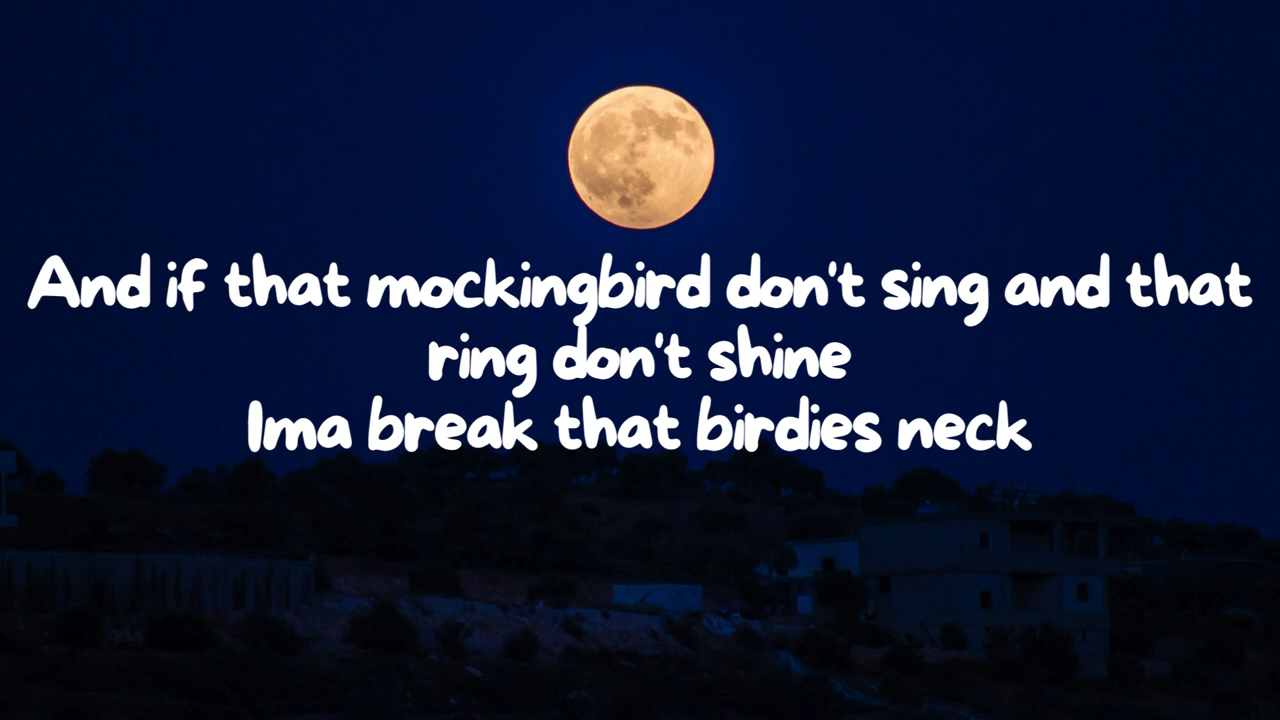 And if that mockingbird don't sing and that
ring don't shine
Ima break that birdies neck